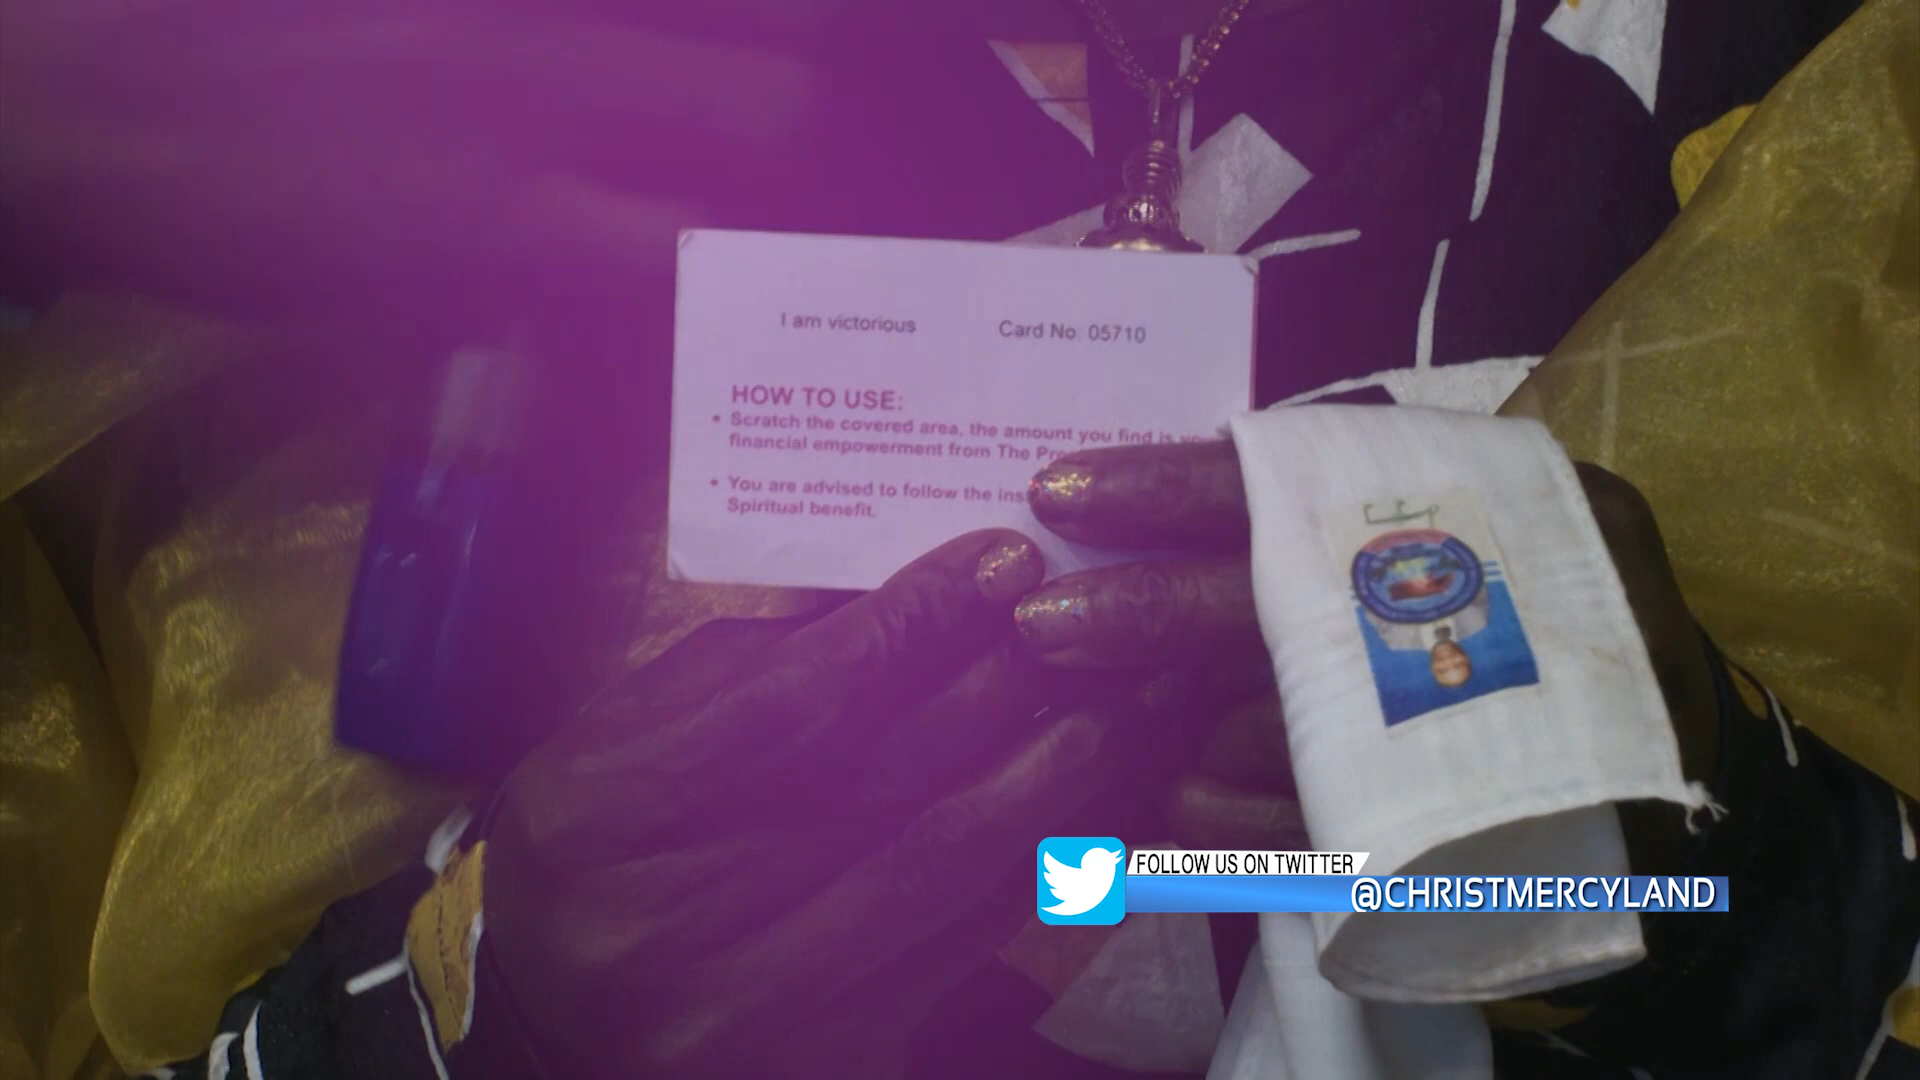 I am victorious
Card No: 05710
HOW TO USE:
• Scratch the covered area, the amount you find is
financial empowerment from The
• You are advised to follow the
Spiritual benefit.
FOLLOW US ON TWITTER
@CHRISTMERCYLAND